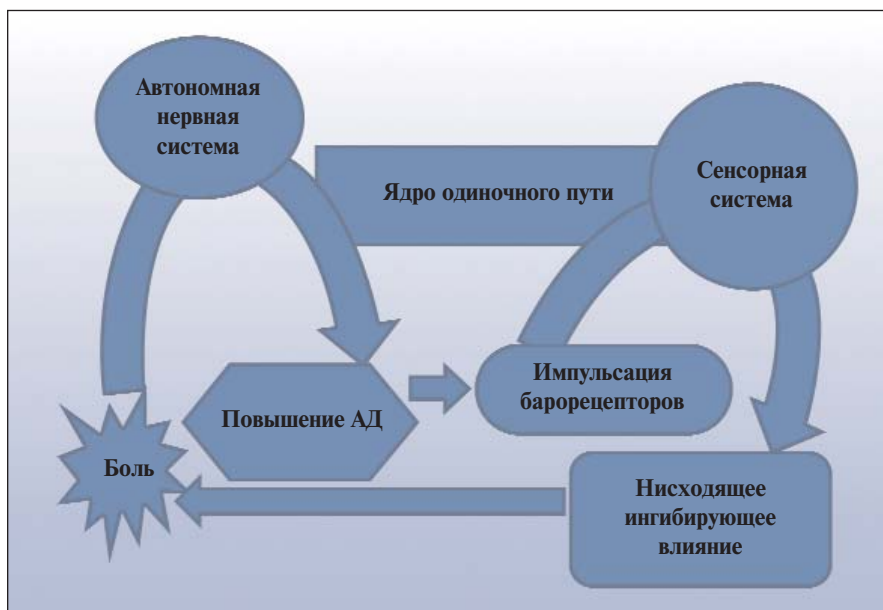 Автономная
нервная
система
Ядро одиночного пути
Сенсорная
система
Повышение АД
Импульсация
барорецепторов
Боль
Нисходящее
ингибирующее
влияние